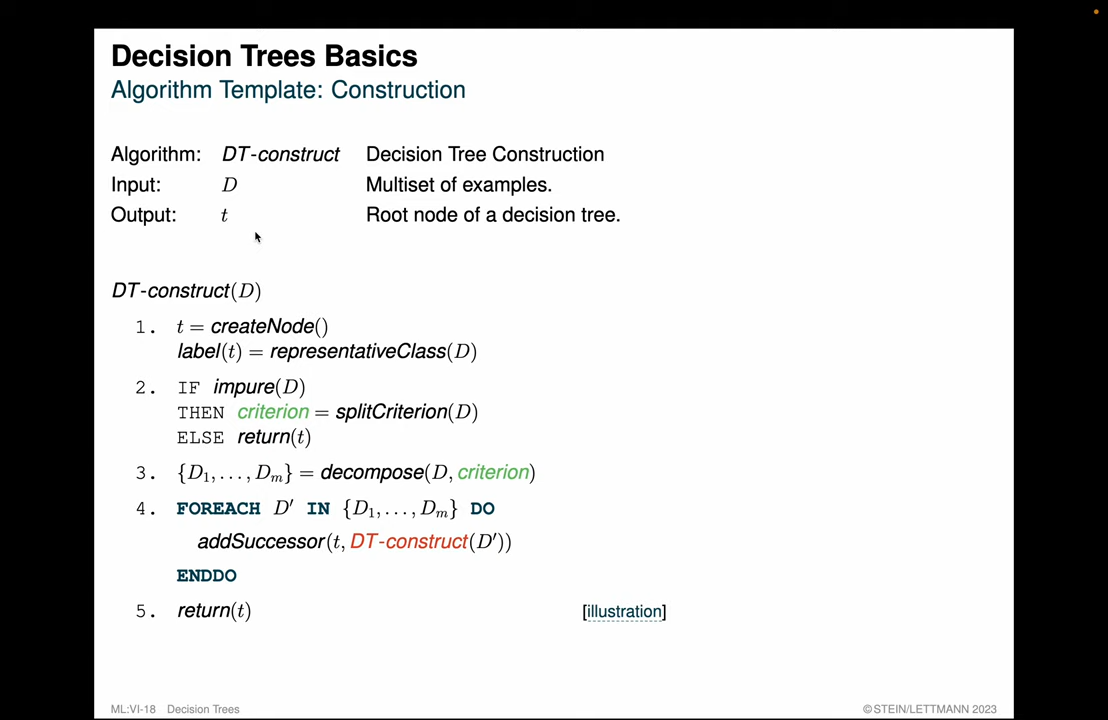 Decision Trees Basics
Algorithm Template: Construction
Algorithm: DT-construct Decision Tree Construction
Input: D Multiset of examples.
Output: t Root node of a decision tree.
DT-construct(D)
1. t = createNode()
label(t) = representativeClass(D)
2. IF impure(D)
THEN criterion = splitCriterion(D)
ELSE return(t)
3. {D₁, . . . , Dₘ} = decompose(D, criterion)
4. FOREACH D′ IN {D₁, . . . , Dₘ} DO
addSuccessor(t, DT-construct(D′))
ENDDO
5. return(t) [illustration]
ML:VI-18 Decision Trees ©STEIN/LETTMANN 2023